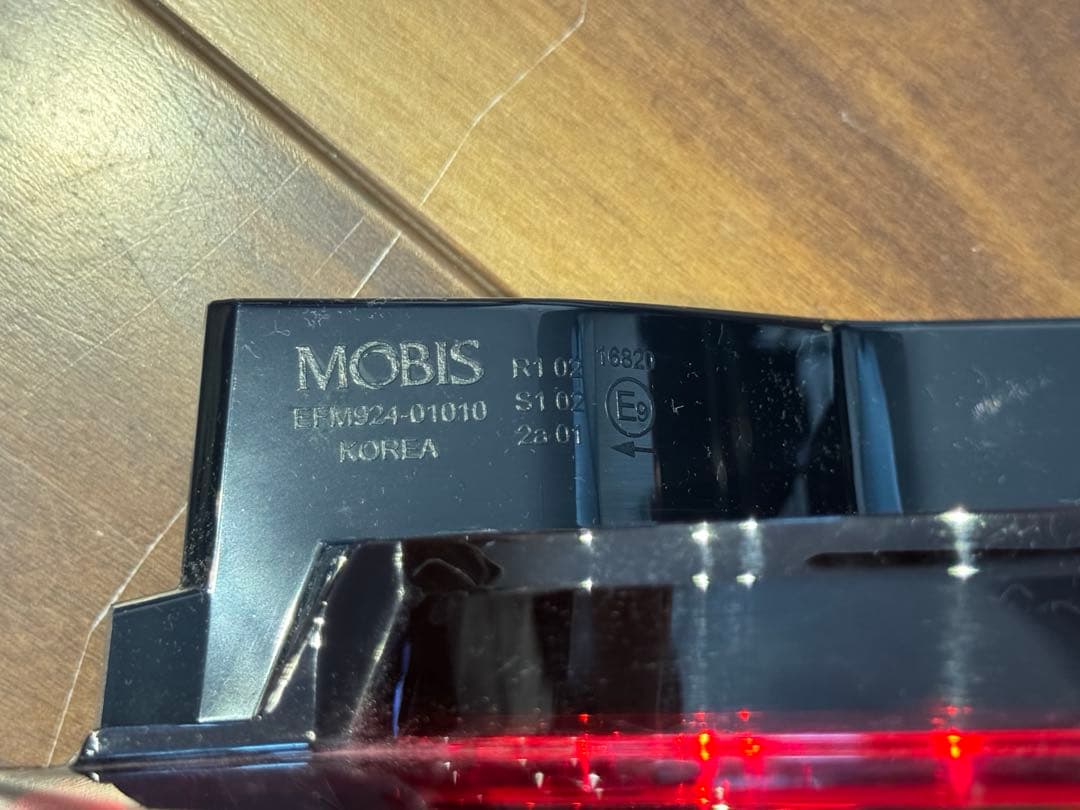 MOBIS
EFM924-01010
KOREA
R1 02
S1 02
2a 01
16820
E9